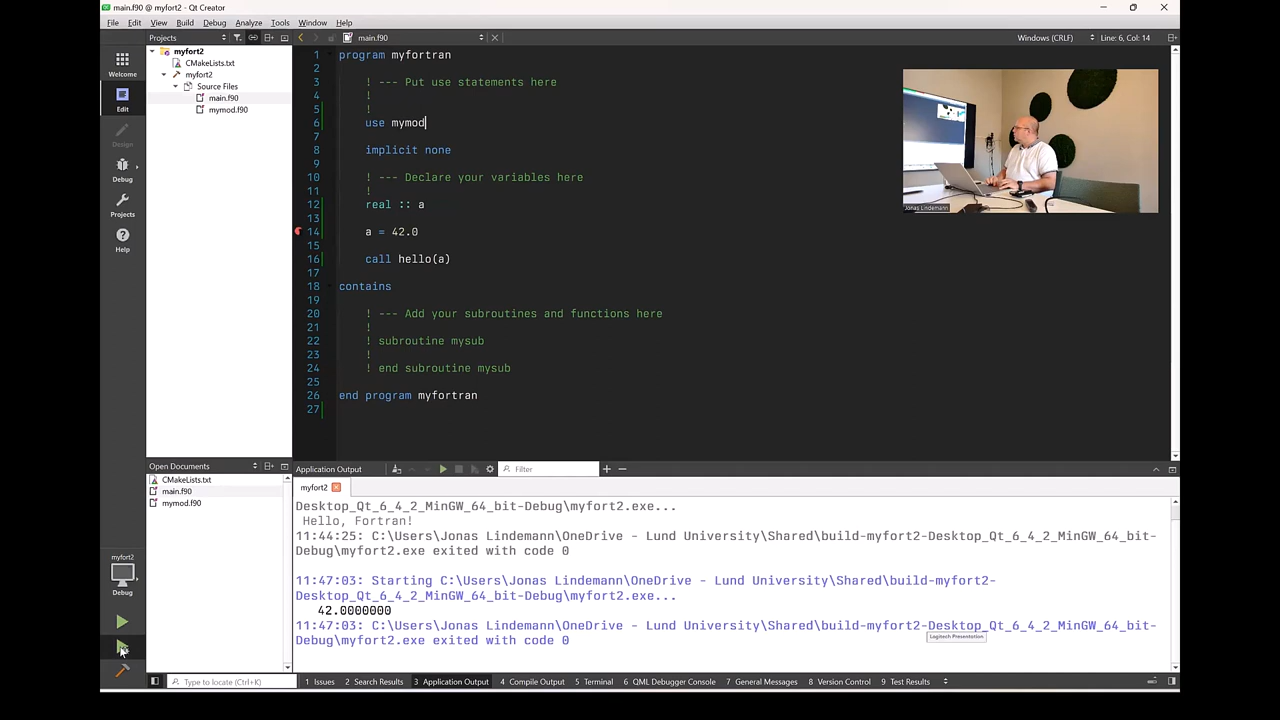 main.f90 @ myfort2 - Qt Creator
File Edit View Build Debug Analyze Tools Window Help
Projects
main.f90
Windows (CRLF)
Line: 6, Col: 14
Welcome
Edit
Design
Debug
Projects
Help
myfort2
CMakeLists.txt
myfort2
Source Files
main.f90
mymod.f90
1 program myfortran
2
3 ! --- Put use statements here
4 !
5 !
6 use mymod
7
8 implicit none
9
10 ! --- Declare your variables here
11 !
12 real :: a
13
14 a = 42.0
15
16 call hello(a)
17
18 contains
19
20 ! --- Add your subroutines and functions here
21 !
22 ! subroutine mysub
23 !
24 ! end subroutine mysub
25
26 end program myfortran
27
Jonas Lindemann
Open Documents
CMakeLists.txt
main.f90
mymod.f90
Application Output
Filter
myfort2
Desktop_Qt_6_4_2_MinGW_64_bit-Debug\myfort2.exe...
Hello, Fortran!
11:44:25: C:\Users\Jonas Lindemann\OneDrive - Lund University\Shared\build-myfort2-Desktop_Qt_6_4_2_MinGW_64_bit-
Debug\myfort2.exe exited with code 0
11:47:03: Starting C:\Users\Jonas Lindemann\OneDrive - Lund University\Shared\build-myfort2-
Desktop_Qt_6_4_2_MinGW_64_bit-Debug\myfort2.exe...
42.0000000
11:47:03: C:\Users\Jonas Lindemann\OneDrive - Lund University\Shared\build-myfort2-Desktop_Qt_6_4_2_MinGW_64_bit-
Debug\myfort2.exe exited with code 0
Logitech Presentation
myfort2
Debug
Type to locate (Ctrl+K)
1 Issues 2 Search Results 3 Application Output 4 Compile Output 5 Terminal 6 QML Debugger Console 7 General Messages 8 Version Control 9 Test Results